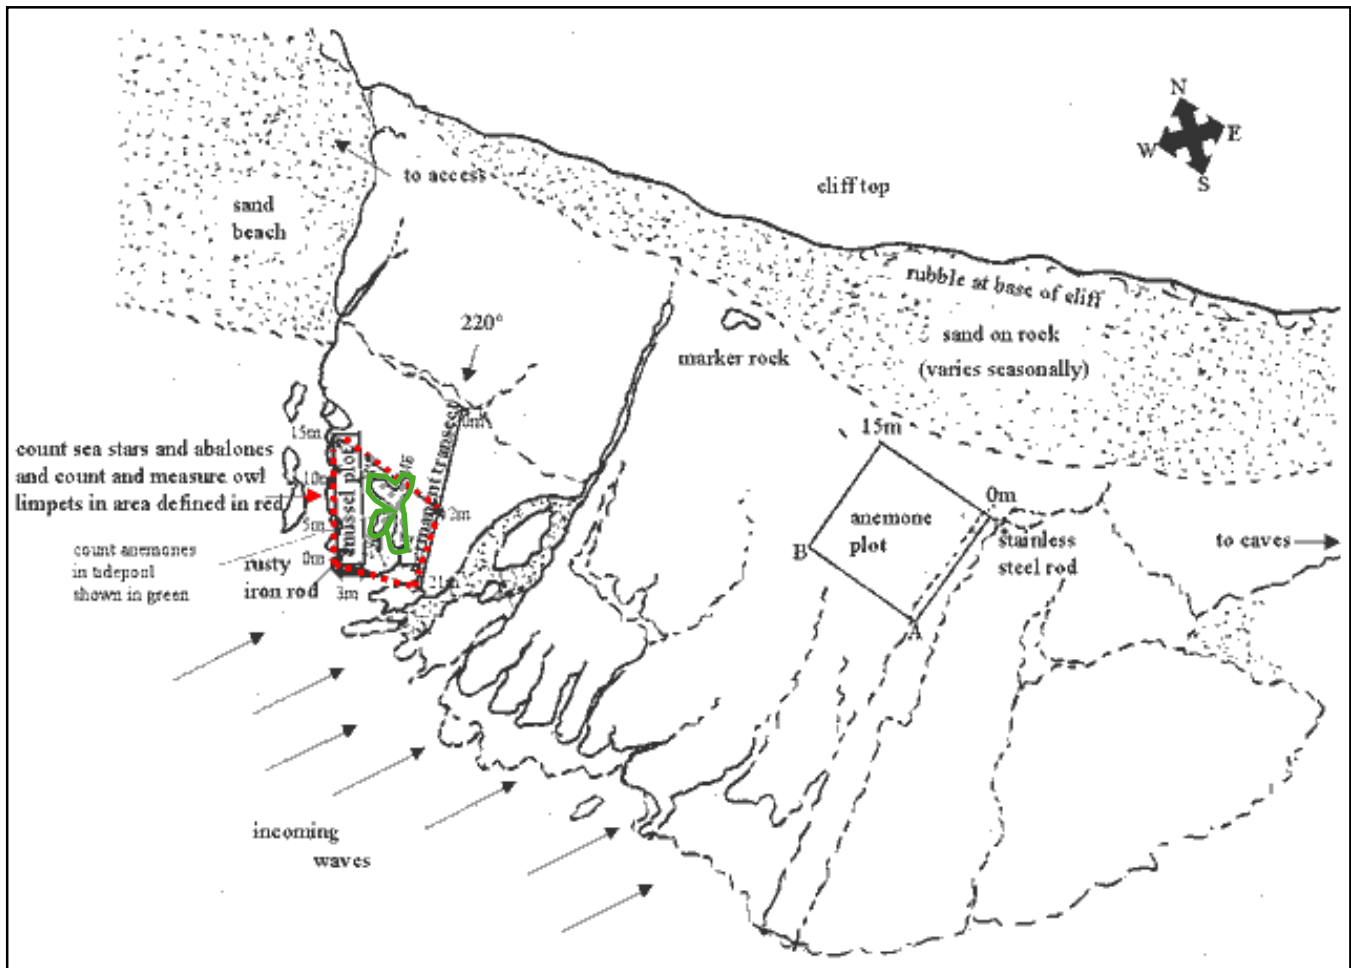 N
W
E
S
cliff top
to access
sand
beach
rubble at base of cliff
sand on rock
(varies seasonally)
220°
marker rock
0m
15m
count sea stars and abalones
and count and measure owl
limpets in area defined in red
10m
5m
0m
mussel plot
permanent transect
count anemones
in tidepool
shown in green
rusty
iron rod
3m
21m
15m
0m
anemone
plot
B
A
stainless
steel rod
to caves
incoming
waves